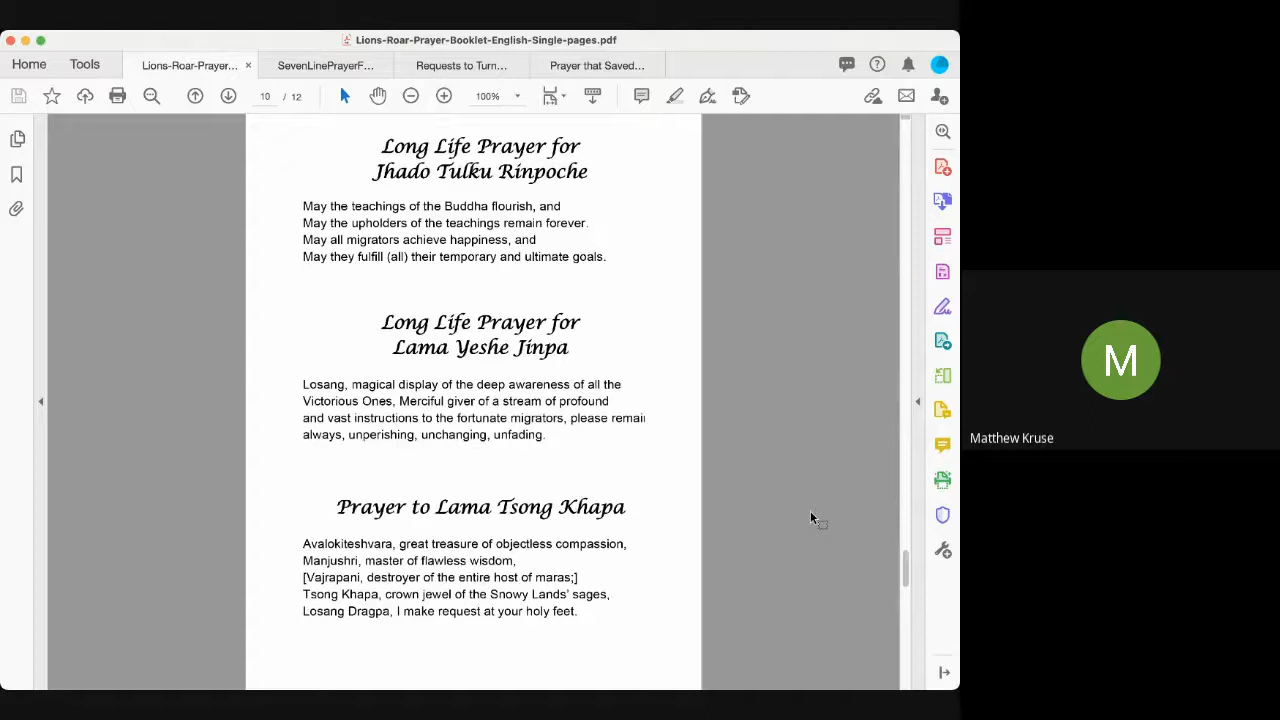 Lions-Roar-Prayer-Booklet-English-Single-pages.pdf
Home
Tools
Lions-Roar-Prayer...
SevenLinePrayerF...
Requests to Turn...
Prayer that Saved...
10 / 12
100%
Long Life Prayer for
Jhado Tulku Rinpoche
May the teachings of the Buddha flourish, and
May the upholders of the teachings remain forever.
May all migrators achieve happiness, and
May they fulfill (all) their temporary and ultimate goals.
Long Life Prayer for
Lama Yeshe Jinpa
Losang, magical display of the deep awareness of all the
Victorious Ones, Merciful giver of a stream of profound
and vast instructions to the fortunate migrators, please remai
always, unperishing, unchanging, unfading.
Prayer to Lama Tsong Khapa
Avalokiteshvara, great treasure of objectless compassion,
Manjushri, master of flawless wisdom,
[Vajrapani, destroyer of the entire host of maras;]
Tsong Khapa, crown jewel of the Snowy Lands' sages,
Losang Dragpa, I make request at your holy feet.
M
Matthew Kruse